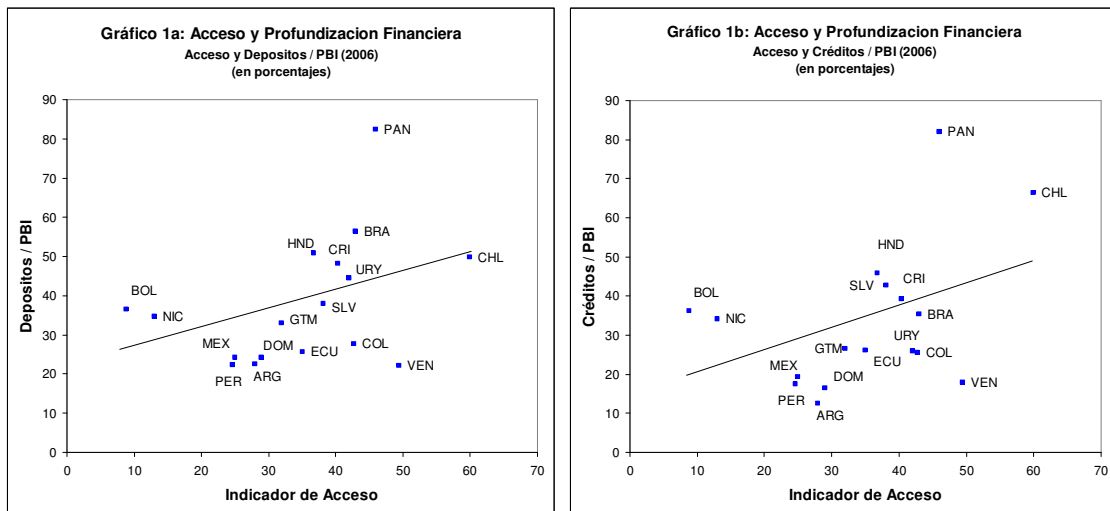 Gráfico 1a: Acceso y Profundizacion Financiera
Acceso y Depositos / PBI (2006)
(en porcentajes)
90
80
70
60
50
40
30
20
10
0
Depositos / PBI
PAN
BRA
HND
CRI
URY
CHL
BOL
NIC
SLV
GTM
MEX
DOM
ECU
COL
VEN
PER
ARG
0 10 20 30 40 50 60 70
Indicador de Acceso
Gráfico 1b: Acceso y Profundizacion Financiera
Acceso y Créditos / PBI (2006)
(en porcentajes)
90
80
70
60
50
40
30
20
10
0
Créditos / PBI
PAN
CHL
HND
SLV
CRI
BOL
NIC
BRA
URY
GTM
ECU
COL
MEX
DOM
VEN
PER
ARG
0 10 20 30 40 50 60 70
Indicador de Acceso